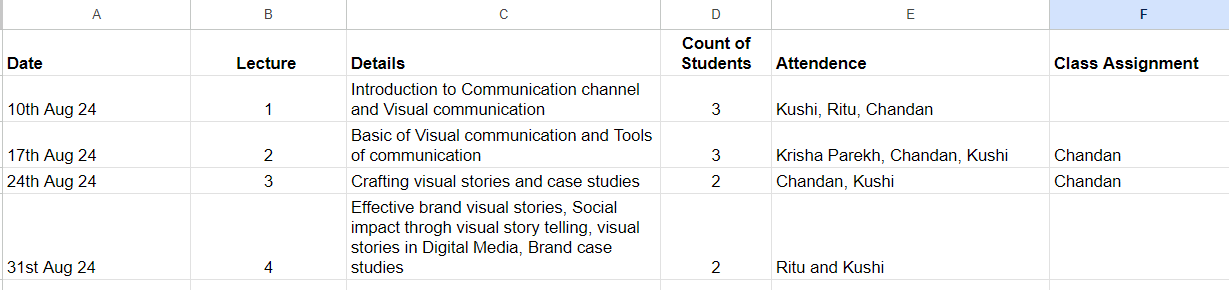 A B C D E F
Date Lecture Details Count of Students Attendence Class Assignment
10th Aug 24 1 Introduction to Communication channel and Visual communication 3 Kushi, Ritu, Chandan
17th Aug 24 2 Basic of Visual communication and Tools of communication 3 Krisha Parekh, Chandan, Kushi Chandan
24th Aug 24 3 Crafting visual stories and case studies 2 Chandan, Kushi Chandan
31st Aug 24 4 Effective brand visual stories, Social impact throgh visual story telling, visual stories in Digital Media, Brand case studies 2 Ritu and Kushi